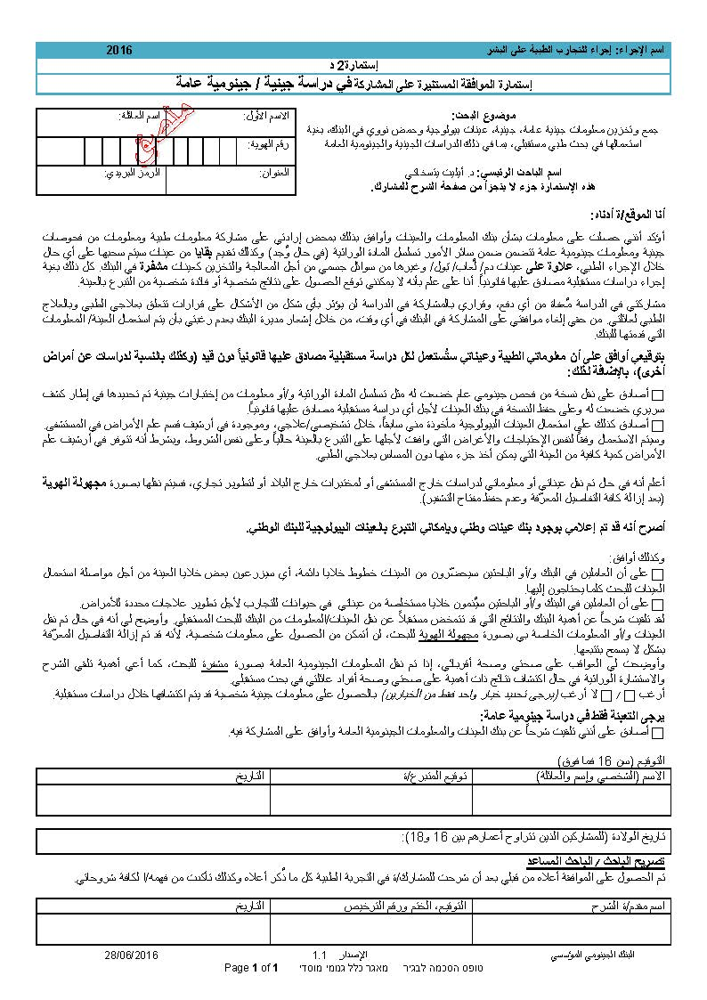 اسم الإجراء: إجراء للتجارب الطبية على البشر 2016
إستمارة2 د
إستمارة الموافقة المستنيرة على المشاركة في دراسة جينية / جينومية عامة
موضوع البحث:
جمع وتخزين معلومات جينية عامة، جينية، عينات بيولوجية وحمض نووي في البنك، بغية
استعمالها في بحث طبي مستقبلي، بما في ذلك الدراسات الجينية والجينومية العامة
اسم الباحث الرئيسي: د. أيليت يتسحاكي
هذه الإستمارة جزء لا يتجزأ من صفحة الشرح للمشارك.
الاسم الأول: اسم العائلة:
رقم الهوية:
العنوان: الرمز البريدي:
أنا الموقع/ة أدناه:
أؤكد أنني حصلت على معلومات بشأن بنك المعلومات والعينات وأوافق بذلك بمحض إرادتي على مشاركة معلومات طبية ومعلومات من فحوصات
جينية ومعلومات جينومية عامة تتضمن ضمن سائر الأمور تسلسل المادة الوراثية (في حال وُجد) وكذلك تقديم بقايا من عينات سيتم سحبها على أي حال
خلال الإجراء الطبي، علاوة على عينات دم/ لُعاب/ بول/ وغيرها من سوائل جسمي من أجل المعالجة والتخزين كعينات مشفّرة في البنك. كل ذلك بغية
إجراء دراسات مستقبلية مصادق عليها قانونياً. أنا على علم بأنه لا يمكنني توقع الحصول على نتائج شخصية أو فائدة شخصية من التبرع بالعينة.
مشاركتي في الدراسة مُعفاة من أي دفع، وقراري بالمشاركة في الدراسة لن يؤثر بأي شكل من الأشكال على قرارات تتعلق بعلاجي الطبي وبالعلاج
الطبي لعائلتي. من حقي إلغاء موافقتي على المشاركة في البنك في أي وقت، من خلال إشعار مديرة البنك بعدم رغبتي بأن يتم استعمال العينة/ المعلومات
التي قدمتها للبنك.
بتوقيعي أوافق على أن معلوماتي الطبية وعيناتي ستُستعمل لكل دراسة مستقبلية مصادق عليها قانونياً دون قيد (وكذلك بالنسبة لدراسات عن أمراض
أخرى)، بالإضافة لذلك:
☐ أصادق على نقل نسخة من فحص جينومي عام خضعت له مثل تسلسل المادة الوراثية و/أو معلومات من إختبارات جينية تم تحديدها في إطار كشف
سريري خضعت له وعلى حفظ النسخة في بنك العينات لأجل أي دراسة مستقبلية مصادق عليها قانونياً.
☐ أصادق كذلك على استعمال العينات البيولوجية مأخوذة مني سابقاً، خلال تشخيصي/علاجي، وموجودة في أرشيف قسم علم الأمراض في المستشفى.
وسيتم الاستعمال وفقاً لنفس الإحتياجات والأغراض التي وافقت لأجلها على التبرع بالعينة حالياً وعلى نفس الشروط، وبشرط أنه تتوفر في أرشيف علم
الأمراض كمية كافية من العينة التي يمكن أخذ جزء منها دون المساس بعلاجي الطبي.
أعلم أنه في حال تم نقل عيناتي أو معلوماتي لدراسات خارج المستشفى أو لمختبرات خارج البلاد أو لتطوير تجاري، فسيتم نقلها بصورة مجهولة الهوية
(بعد إزالة كافة التفاصيل المعرّفة وعدم حفظ مفتاح التشفير).
أصرح أنه قد تم إعلامي بوجود بنك عينات وطني وبإمكاني التبرع بالعينات البيولوجية للبنك الوطني.
وكذلك أوافق:
☐ على أن العاملين في البنك و/أو الباحثين سيحضّرون من العينات خطوط خلايا دائمة، أي سيزرعون بعض خلايا العينة من أجل مواصلة استعمال
العينات للبحث كلما يحتاجون إليها.
☐ على أن العاملين في البنك و/أو الباحثين سيُنمون خلايا مستخلصة من عيناتي في حيوانات للتجارب لأجل تطوير علاجات محددة للأمراض.
لقد تلقيت شرحاً عن أهمية البنك والنتائج التي قد تتمخض مستقبلاً عن نقل العينات/المعلومات من البنك للبحث المستقبلي. وأوضح لي أنه في حال تم نقل
العينات و/أو المعلومات الخاصة بي بصورة مجهولة الهوية للبحث، لن أتمكن من الحصول على معلومات شخصية، لأنه قد تم إزالة التفاصيل المعرّفة
بشكل لا يسمح بتتبعها.
وأوضحت لي العواقب على صحتي وصحة أقربائي، إذا تم نقل المعلومات الجينومية العامة بصورة مشفرة للبحث، كما أعي أهمية تلقي الشرح
والاستشارة الوراثية في حال اكتشاف نتائج ذات أهمية على صحتي وصحة أفراد عائلتي في بحث مستقبلي.
أرغب ☐ / ☐ لا أرغب (يرجى تحديد خيار واحد فقط من الخيارين) بالحصول على معلومات جينية شخصية قد يتم اكتشافها خلال دراسات مستقبلية.
يرجى التعبئة فقط في دراسة جينومية عامة:
☐ أصادق على أنني تلقيت شرحاً عن بنك العينات والمعلومات الجينومية العامة وأوافق على المشاركة فيه.
التوقيع (سن 16 فما فوق)
الاسم (الشخصي وإسم والعائلة) توقيع المتبرع/ة التاريخ
تاريخ الولادة (للمشاركين الذين تتراوح أعمارهم بين 16 و18):
تصريح الباحث / الباحث المساعد
تم الحصول على الموافقة أعلاه من قبلي بعد أن شرحت للمشارك/ة في التجربة الطبية كل ما ذُكر أعلاه وكذلك تأكدت من فهمه/ا لكافة شروحاتي.
اسم مقدم/ة الشرح التوقيع، الختم ورقم الترخيص التاريخ
البنك الجينومي المؤسسي الإصدار 1.1 28/06/2016
טופס הסכמה לבגיר מאגר כלל גנומי מוסדי Page 1 of 1